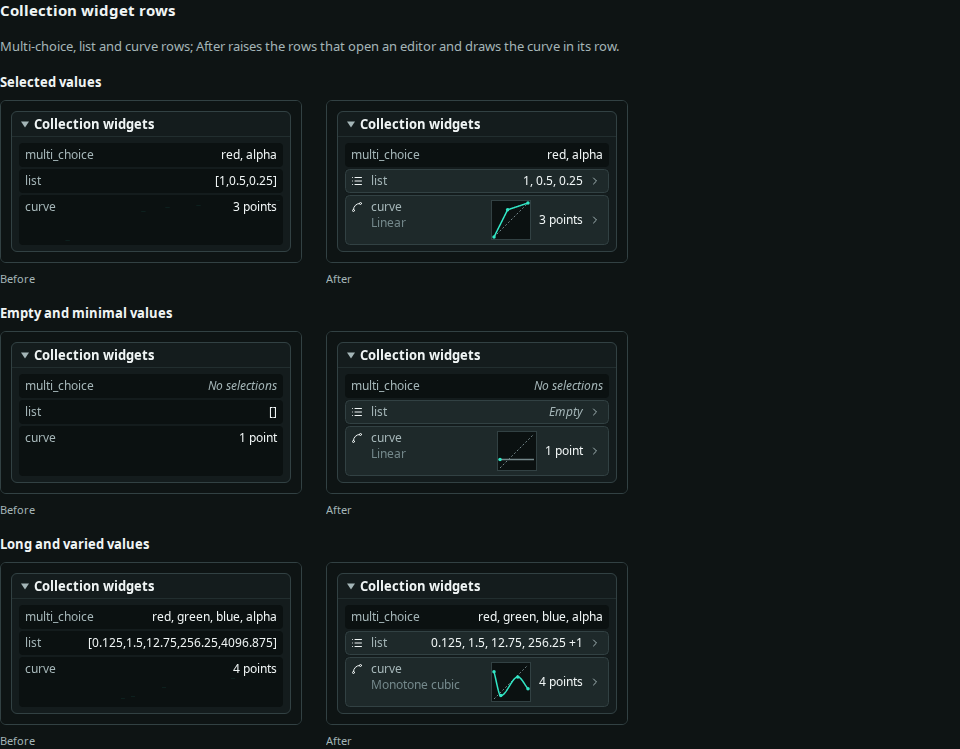 Collection widget rows
Multi-choice, list and curve rows; After raises the rows that open an editor and draws the curve in its row.
Selected values
Collection widgets
multi_choice red, alpha
list [1,0.5,0.25]
curve 3 points
Before
Collection widgets
multi_choice red, alpha
list 1, 0.5, 0.25
curve
Linear
3 points
After
Empty and minimal values
Collection widgets
multi_choice No selections
list []
curve 1 point
Before
Collection widgets
multi_choice No selections
list Empty
curve
Linear
1 point
After
Long and varied values
Collection widgets
multi_choice red, green, blue, alpha
list [0.125,1.5,12.75,256.25,4096.875]
curve 4 points
Before
Collection widgets
multi_choice red, green, blue, alpha
list 0.125, 1.5, 12.75, 256.25 +1
curve
Monotone cubic
4 points
After